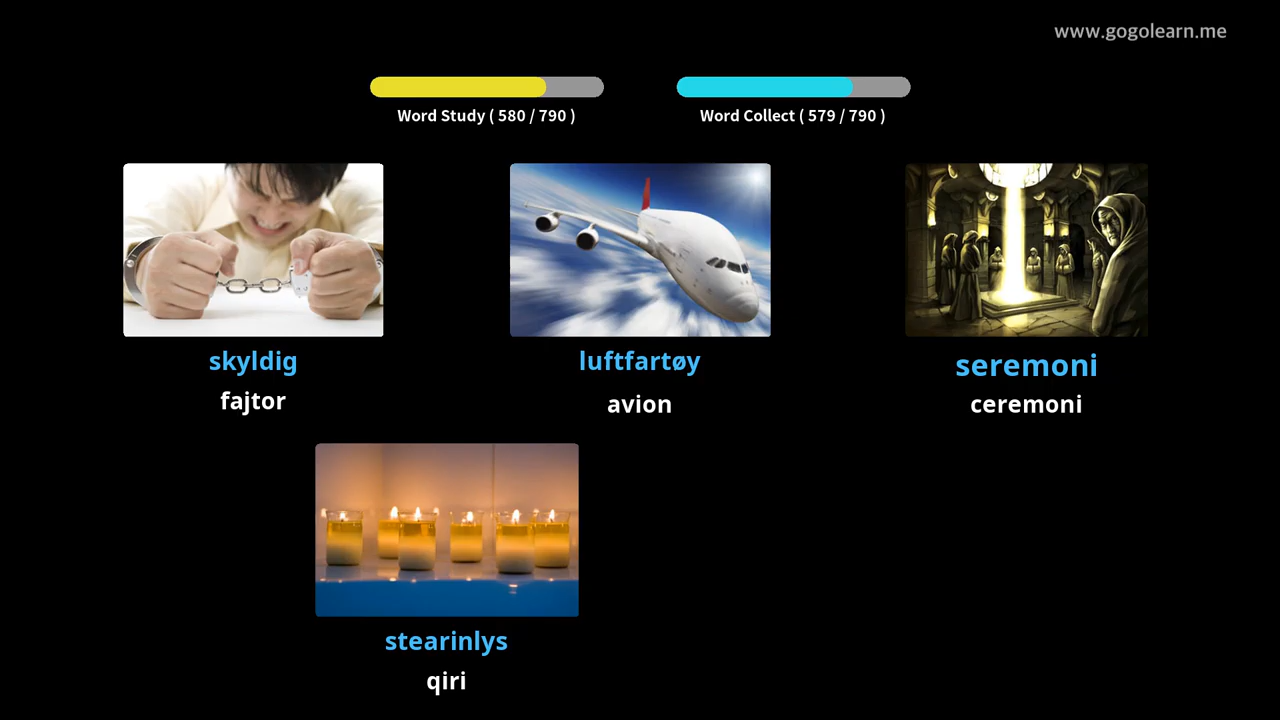 www.gogolearn.me
Word Study ( 580 / 790 )
Word Collect ( 579 / 790 )
skyldig
luftfartøy
seremoni
fajtor
avion
ceremoni
stearinlys
qiri